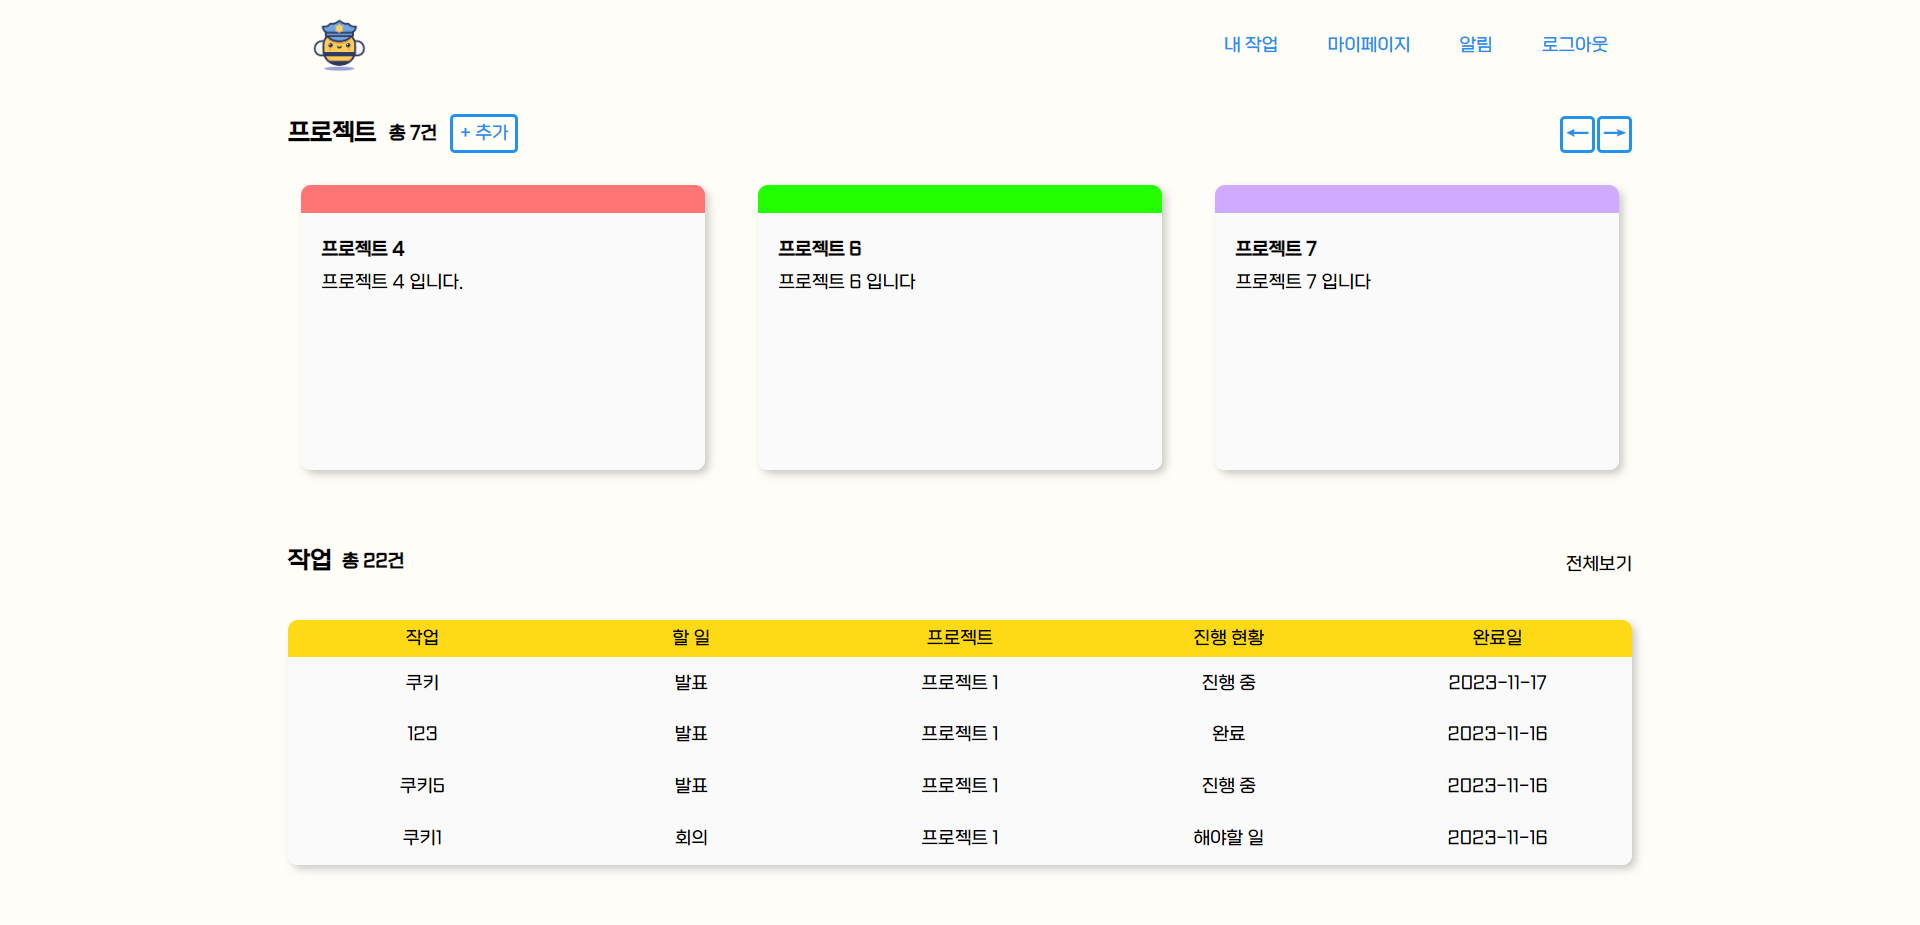 내 작업 마이페이지 알림 로그아웃
프로젝트 총 7건 + 추가 ← →
프로젝트 4
프로젝트 4 입니다.
프로젝트 6
프로젝트 6 입니다
프로젝트 7
프로젝트 7 입니다
작업 총 22건 전체보기
작업 할 일 프로젝트 진행 현황 완료일
쿠키 발표 프로젝트 1 진행 중 2023-11-17
123 발표 프로젝트 1 완료 2023-11-16
쿠키5 발표 프로젝트 1 진행 중 2023-11-16
쿠키1 회의 프로젝트 1 해야할 일 2023-11-16